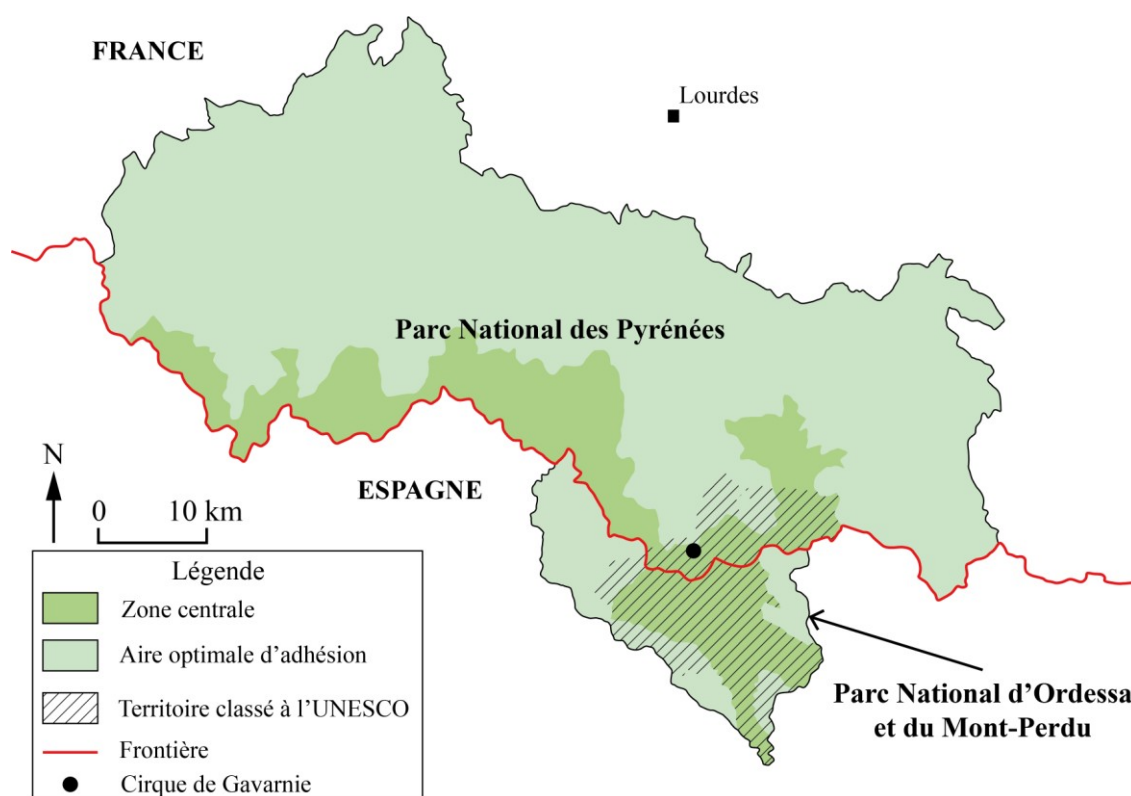 FRANCE
Lourdes
Parc National des Pyrénées
N
ESPAGNE
0 10 km
Légende
Zone centrale
Aire optimale d’adhésion
Territoire classé à l’UNESCO
Frontière
Cirque de Gavarnie
Parc National d’Ordessa
et du Mont-Perdu